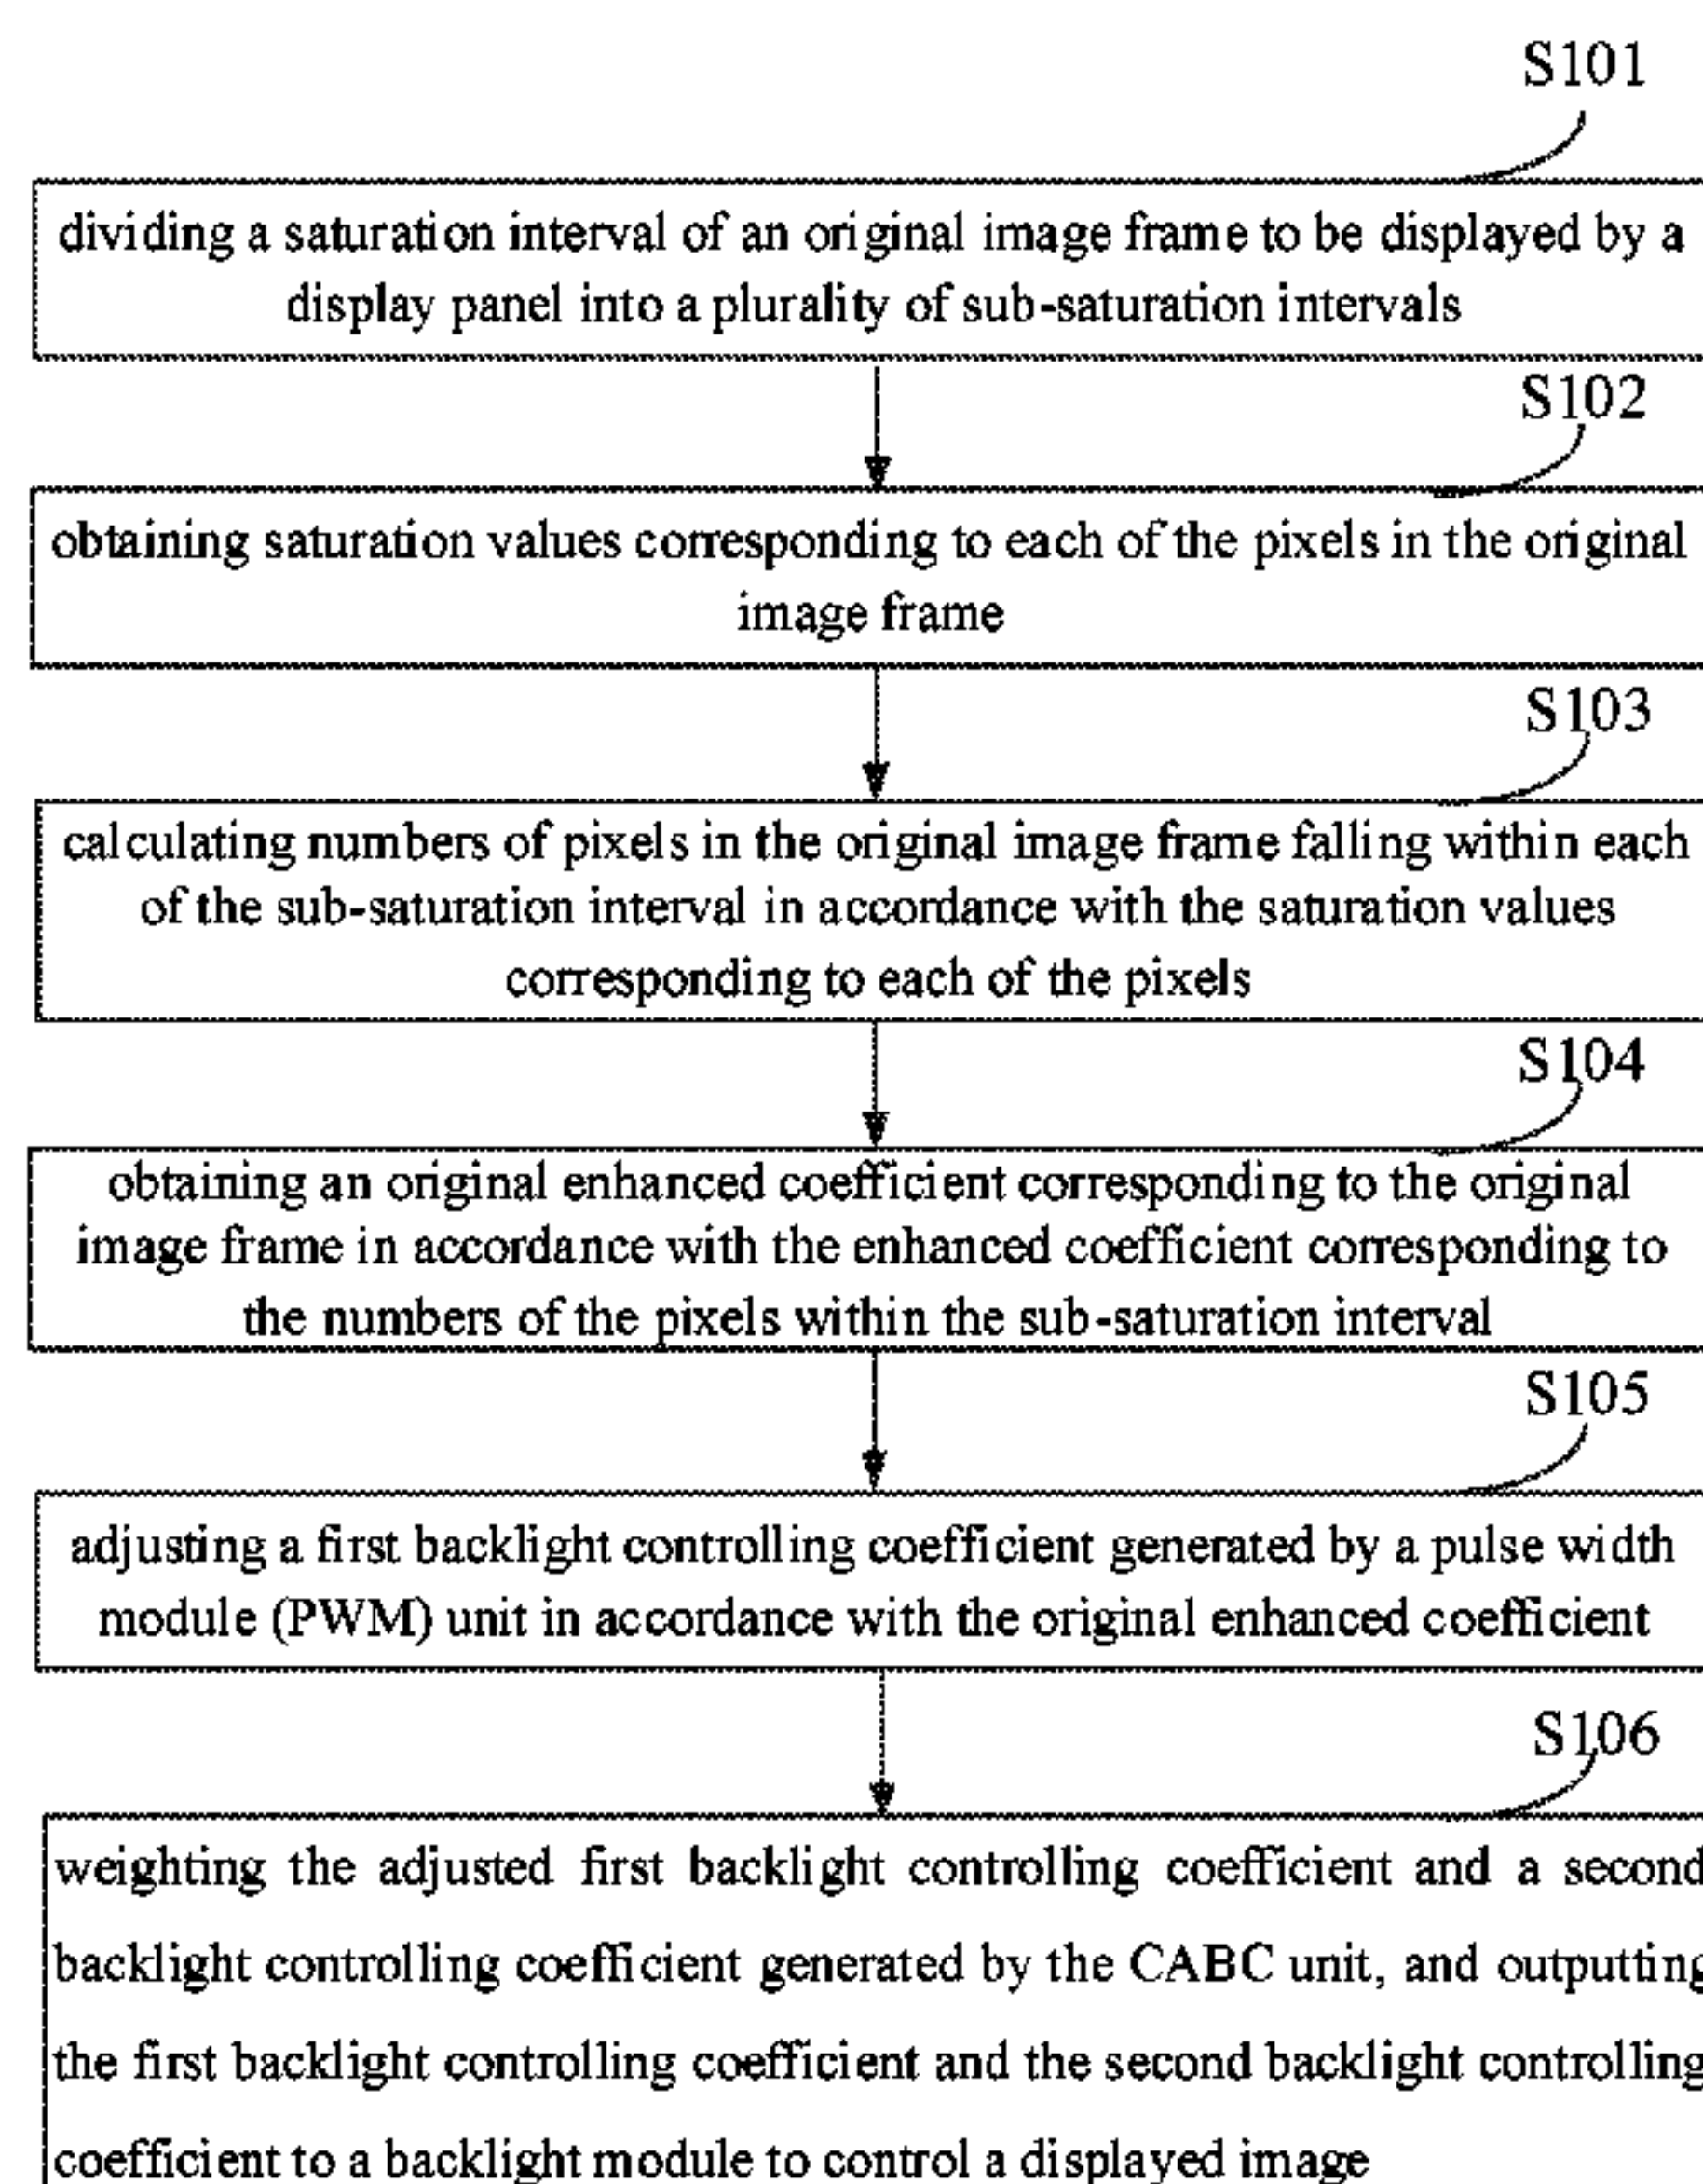 S101
dividing a saturation interval of an original image frame to be displayed by a
display panel into a plurality of sub-saturation intervals
S102
obtaining saturation values corresponding to each of the pixels in the original
image frame
S103
calculating numbers of pixels in the original image frame falling within each
of the sub-saturation interval in accordance with the saturation values
corresponding to each of the pixels
S104
obtaining an original enhanced coefficient corresponding to the original
image frame in accordance with the enhanced coefficient corresponding to
the numbers of the pixels within the sub-saturation interval
S105
adjusting a first backlight controlling coefficient generated by a pulse width
module (PWM) unit in accordance with the original enhanced coefficient
S106
weighting the adjusted first backlight controlling coefficient and a second
backlight controlling coefficient generated by the CABC unit, and outputting
the first backlight controlling coefficient and the second backlight controlling
coefficient to a backlight module to control a displayed image